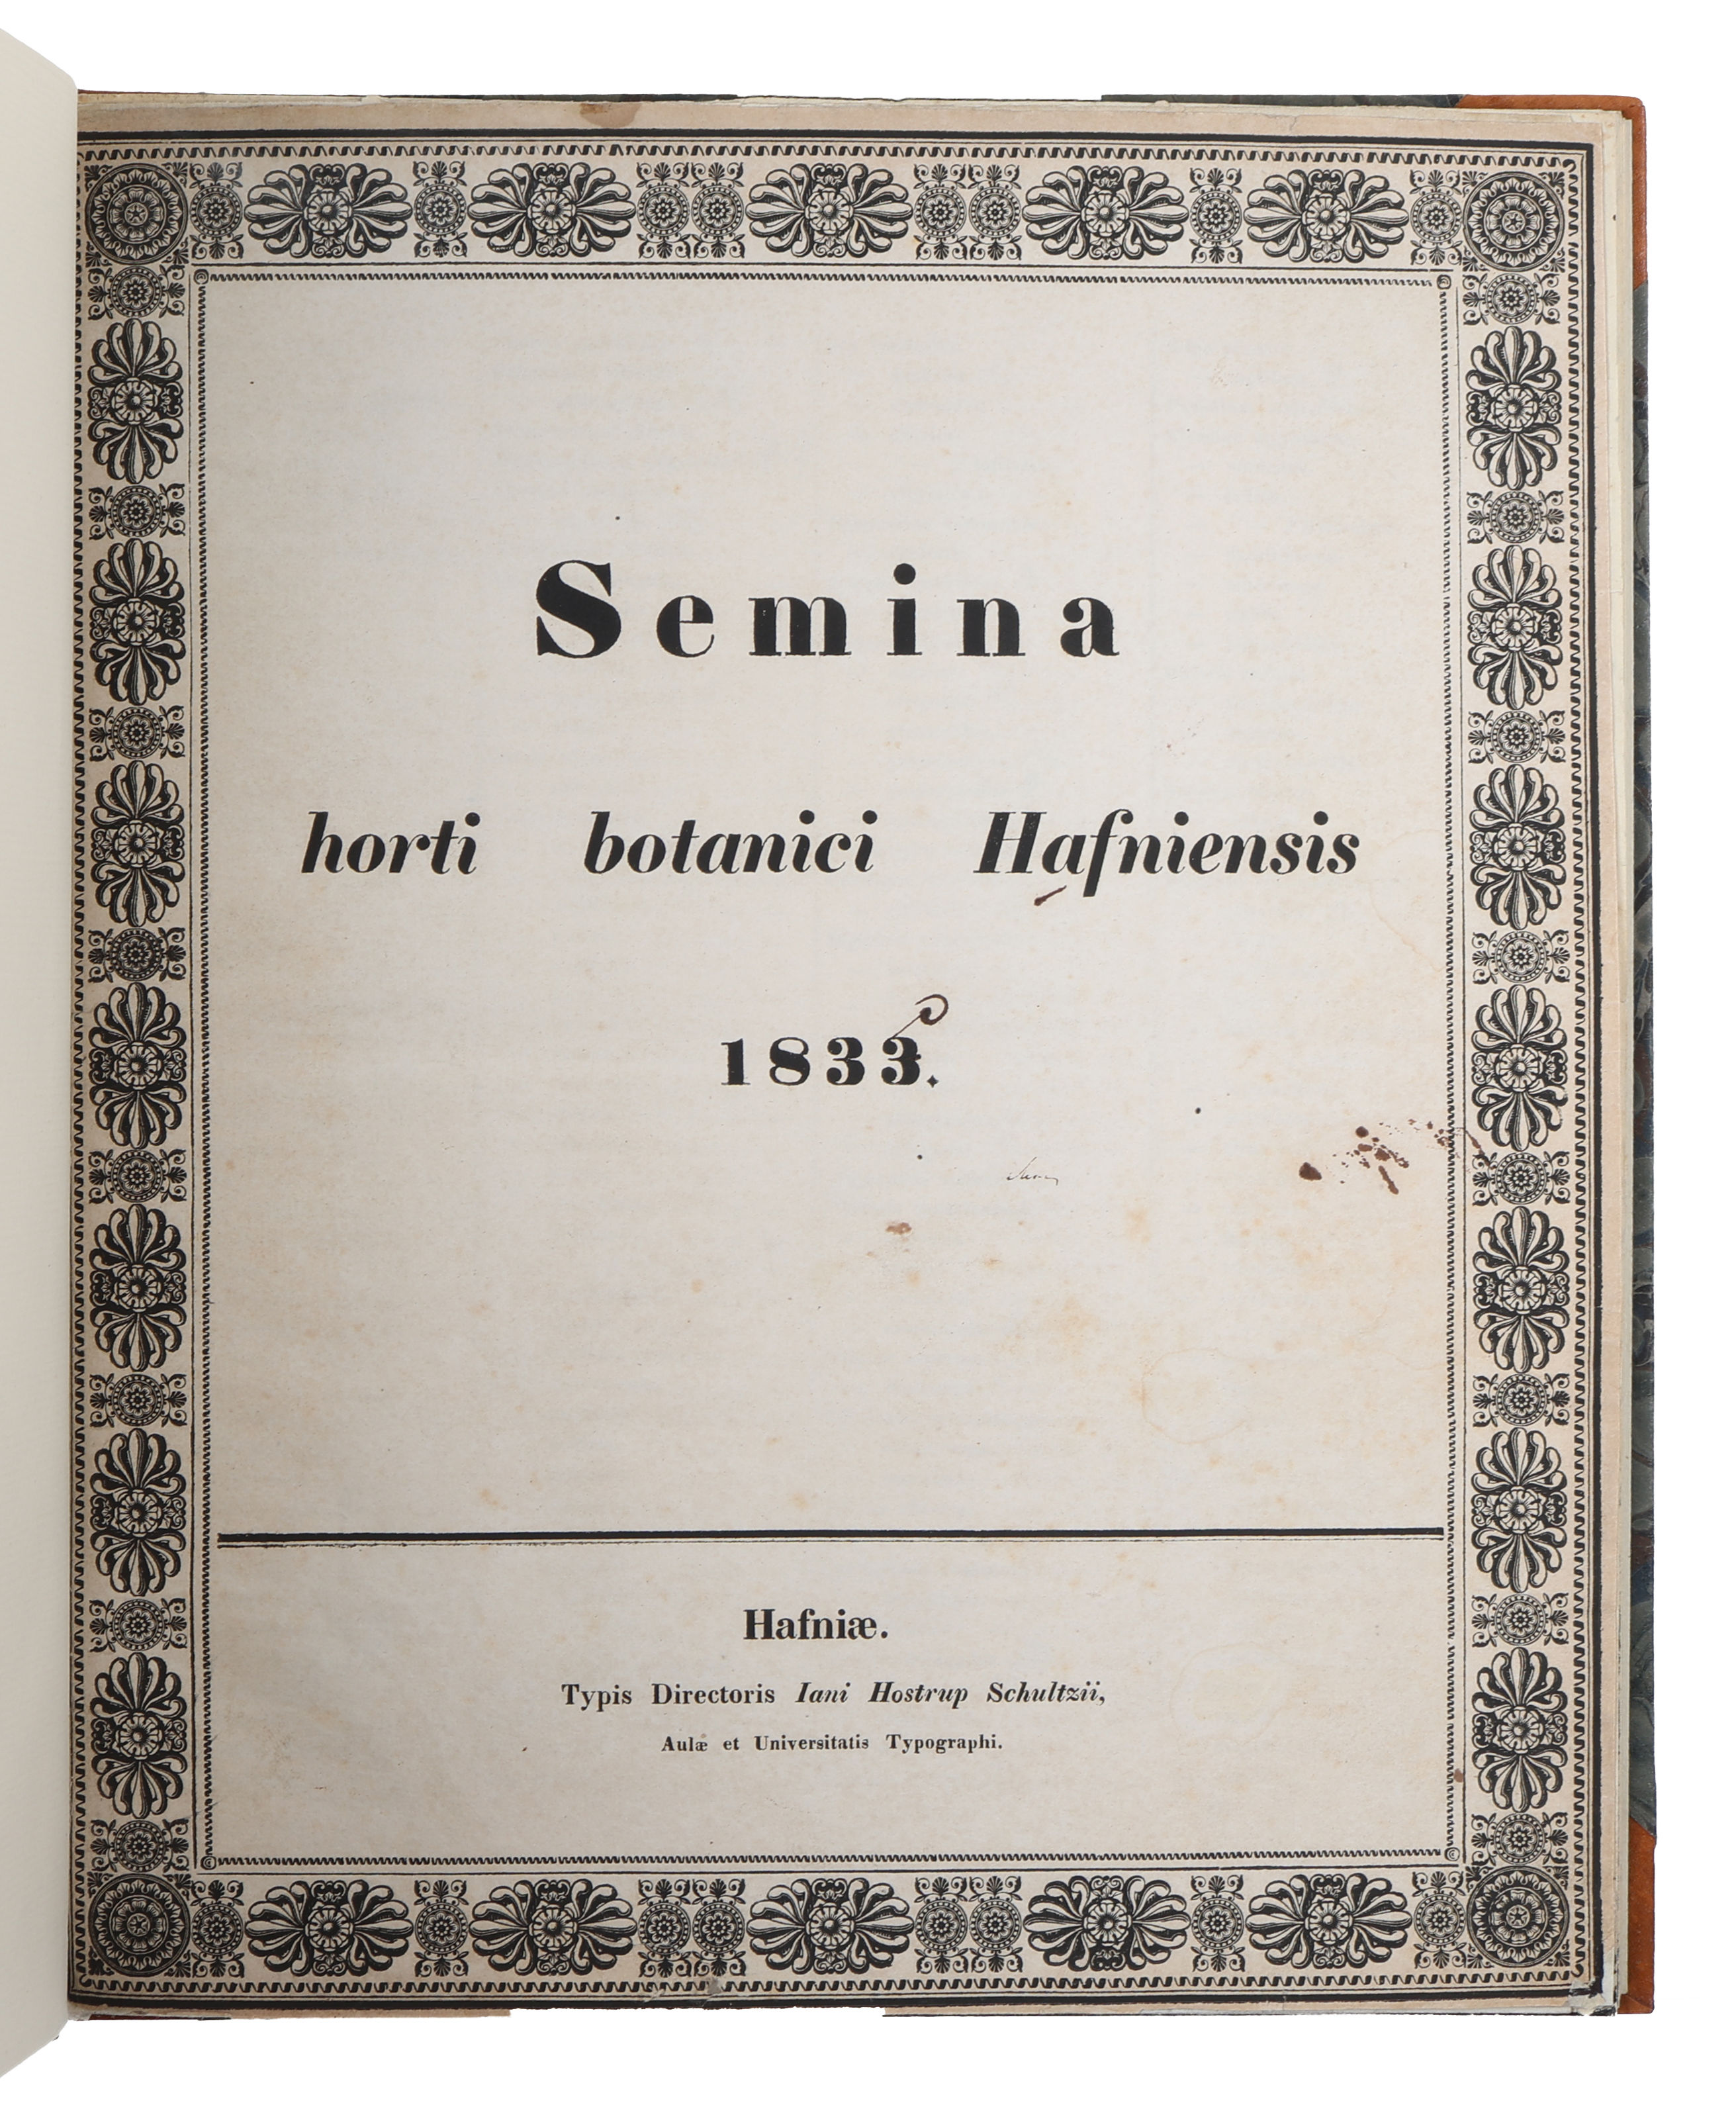 Semina
horti botanici Hafniensis
1833.
Hafniæ.
Typis Directoris Iani Hostrup Schultzii,
Aulæ et Universitatis Typographi.